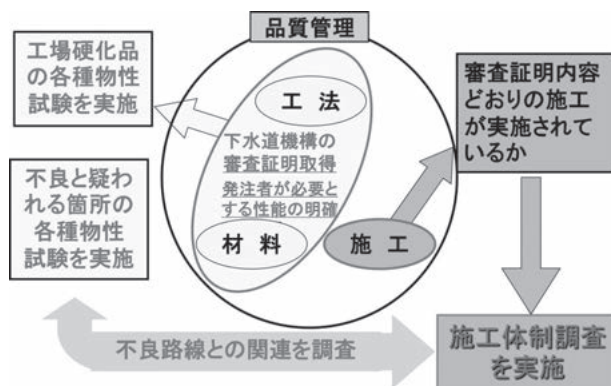 品質管理
工場硬化品
の各種物性
試験を実施
工 法
下水道機構の
審査証明取得
発注者が必要と
する性能の明確
材 料
施 工
審査証明内容
どおりの施工
が実施されて
いるか
不良と疑わ
れる箇所の
各種物性
試験を実施
不良路線との関連を調査
施工体制調査
を実施